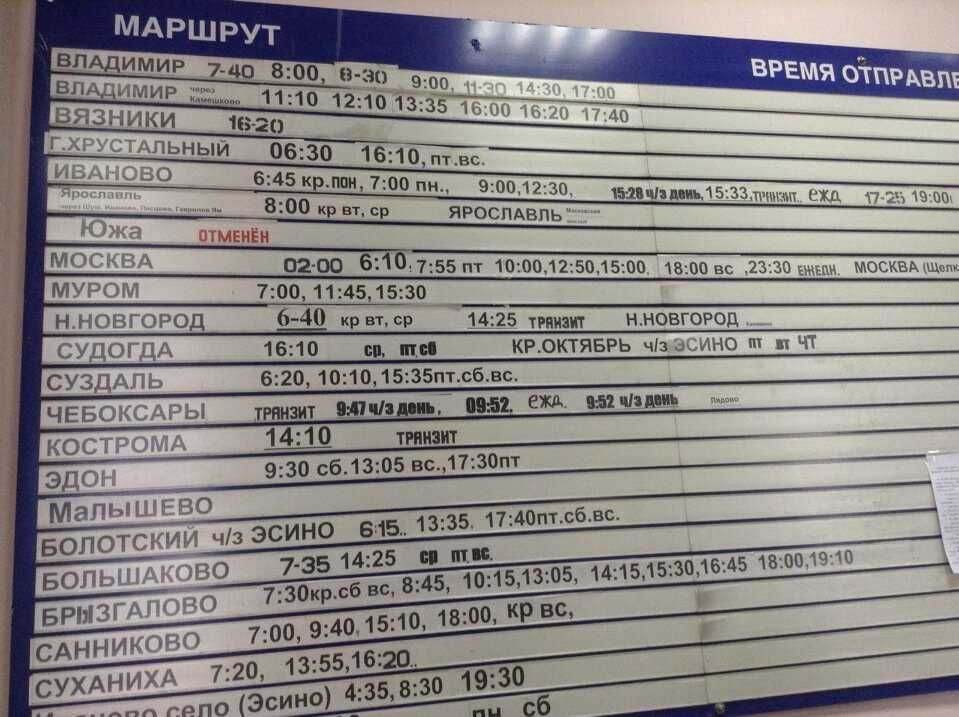 МАРШРУТ
ВРЕМЯ ОТПРАВЛЕ
ВЛАДИМИР 7-40 8:00, 8-30 9:00, 11-30 14:30, 17:00
ВЛАДИМИР через Камешково 11:10 12:10 13:35 16:00 16:20 17:40
ВЯЗНИКИ 16-20
Г.ХРУСТАЛЬНЫЙ 06:30 16:10, пт.вс.
ИВАНОВО 6:45 кр.пон, 7:00 пн., 9:00,12:30, 15:28 ч/з день, 15:33,транзит.. ежд 17-25 19:00
Ярославль 8:00 кр вт, ср ЯРОСЛАВЛЬ Московский
Южа ОТМЕНЁН
МОСКВА 02-00 6:10, 7:55 пт 10:00,12:50,15:00, 18:00 вс ,23:30 ежедн. МОСКВА (Щелк
МУРОМ 7:00, 11:45, 15:30
Н.НОВГОРОД 6-40 кр вт, ср 14:25 транзит Н.НОВГОРОД
СУДОГДА 16:10 ср, пт,сб КР.ОКТЯБРЬ ч/з ЭСИНО пт вт ЧТ
СУЗДАЛЬ 6:20, 10:10, 15:35пт.сб.вс.
ЧЕБОКСАРЫ транзит 9:47 ч/з день, 09:52, ежд. 9:52 ч/з день
КОСТРОМА 14:10 транзит
ЭДОН 9:30 сб.13:05 вс.,17:30пт
Малышево
БОЛОТСКИЙ ч/з ЭСИНО 6:15.. 13:35, 17:40пт.сб.вс.
БОЛЬШАКОВО 7-35 14:25 ср пт,вс.
БРЫЗГАЛОВО 7:30кр.сб вс, 8:45, 10:15,13:05, 14:15,15:30,16:45 18:00,19:10
САННИКОВО 7:00, 9:40, 15:10, 18:00, кр вс,
СУХАНИХА 7:20, 13:55,16:20..
село (Эсино) 4:35, 8:30 19:30
пн сб